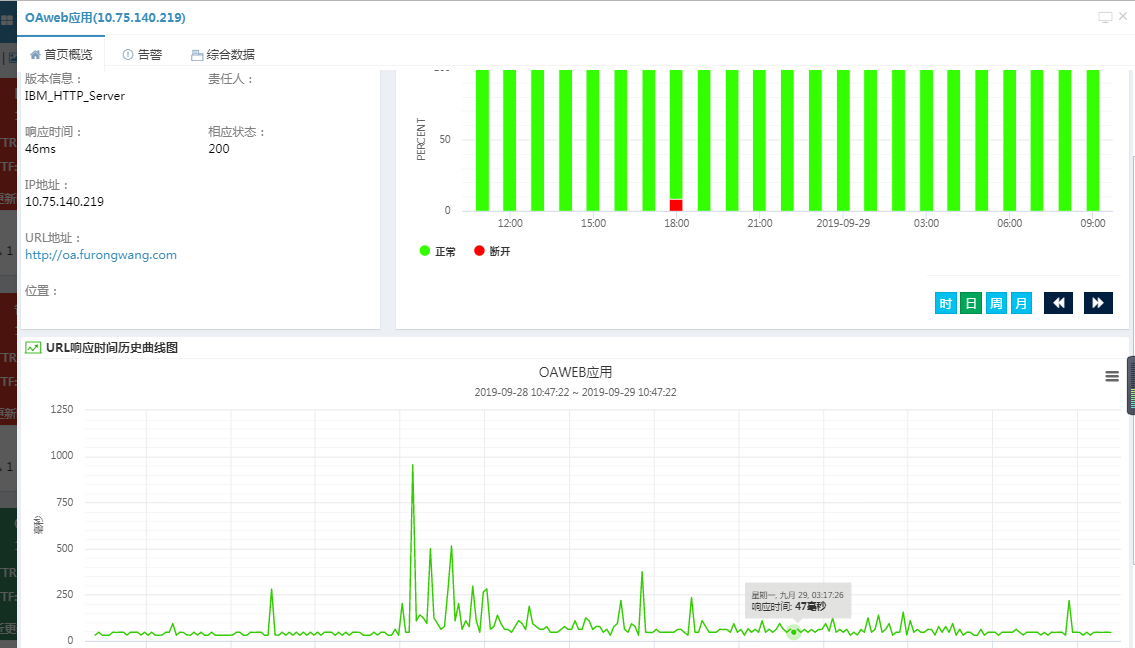 OAweb应用(10.75.140.219)
首页概览 告警 综合数据
版本信息： 责任人：
IBM_HTTP_Server
响应时间： 相应状态：
46ms 200
IP地址：
10.75.140.219
URL地址：
http://oa.furongwang.com
位置：
PERCENT
50
0
12:00 15:00 18:00 21:00 2019-09-29 03:00 06:00 09:00
正常 断开
时 日 周 月
URL响应时间历史曲线图
OAWEB应用
2019-09-28 10:47:22 ~ 2019-09-29 10:47:22
毫秒
1250
1000
750
500
250
0
星期一, 九月 29, 03:17:26
响应时间: 47毫秒